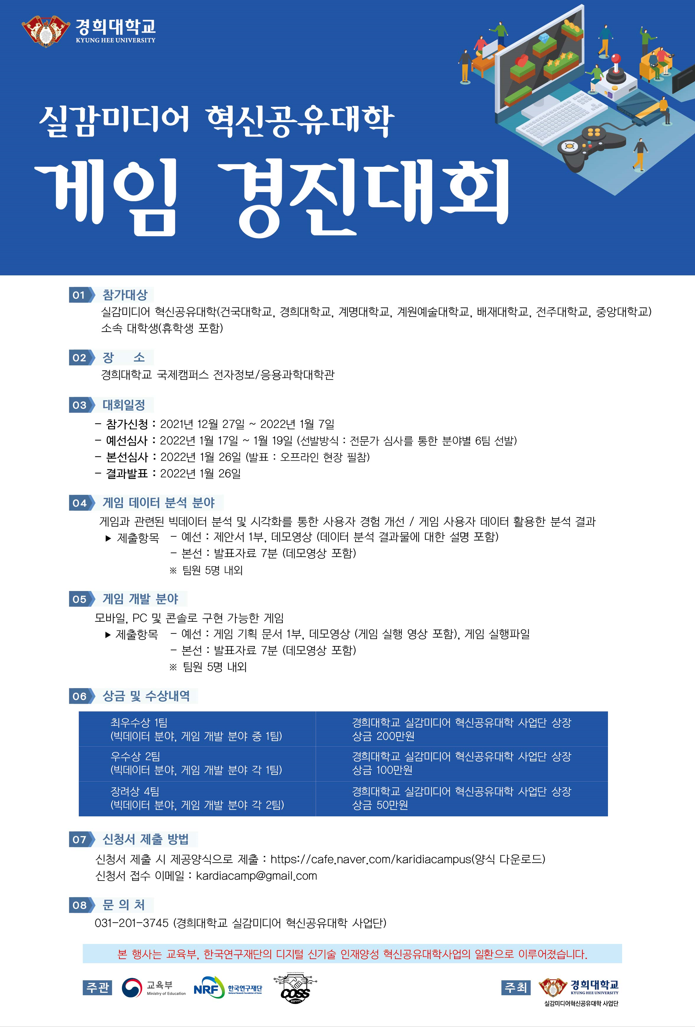 경희대학교
KYUNG HEE UNIVERSITY
실감미디어 혁신공유대학
게임 경진대회
01 참가대상
실감미디어 혁신공유대학(건국대학교, 경희대학교, 계명대학교, 계원예술대학교, 배재대학교, 전주대학교, 중앙대학교)
소속 대학생(휴학생 포함)
02 장 소
경희대학교 국제캠퍼스 전자정보/응용과학대학관
03 대회일정
- 참가신청 : 2021년 12월 27일 ~ 2022년 1월 7일
- 예선심사 : 2022년 1월 17일 ~ 1월 19일 (선발방식 : 전문가 심사를 통한 분야별 6팀 선발)
- 본선심사 : 2022년 1월 26일 (발표 : 오프라인 현장 필참)
- 결과발표 : 2022년 1월 26일
04 게임 데이터 분석 분야
게임과 관련된 빅데이터 분석 및 시각화를 통한 사용자 경험 개선 / 게임 사용자 데이터 활용한 분석 결과
▶ 제출항목 - 예선 : 제안서 1부, 데모영상 (데이터 분석 결과물에 대한 설명 포함)
- 본선 : 발표자료 7분 (데모영상 포함)
※ 팀원 5명 내외
05 게임 개발 분야
모바일, PC 및 콘솔로 구현 가능한 게임
▶ 제출항목 - 예선 : 게임 기획 문서 1부, 데모영상 (게임 실행 영상 포함), 게임 실행파일
- 본선 : 발표자료 7분 (데모영상 포함)
※ 팀원 5명 내외
06 상금 및 수상내역
최우수상 1팀 경희대학교 실감미디어 혁신공유대학 사업단 상장
(빅데이터 분야, 게임 개발 분야 중 1팀) 상금 200만원
우수상 2팀 경희대학교 실감미디어 혁신공유대학 사업단 상장
(빅데이터 분야, 게임 개발 분야 각 1팀) 상금 100만원
장려상 4팀 경희대학교 실감미디어 혁신공유대학 사업단 상장
(빅데이터 분야, 게임 개발 분야 각 2팀) 상금 50만원
07 신청서 제출 방법
신청서 제출 시 제공양식으로 제출 : https://cafe.naver.com/karidiacampus(양식 다운로드)
신청서 접수 이메일 : kardiacamp@gmail.com
08 문 의 처
031-201-3745 (경희대학교 실감미디어 혁신공유대학 사업단)
본 행사는 교육부, 한국연구재단의 디지털 신기술 인재양성 혁신공유대학사업의 일환으로 이루어졌습니다.
주관 교육부 Ministry of Education NRF 한국연구재단 COSS 주최 경희대학교 KYUNG HEE UNIVERSITY
실감미디어혁신공유대학 사업단